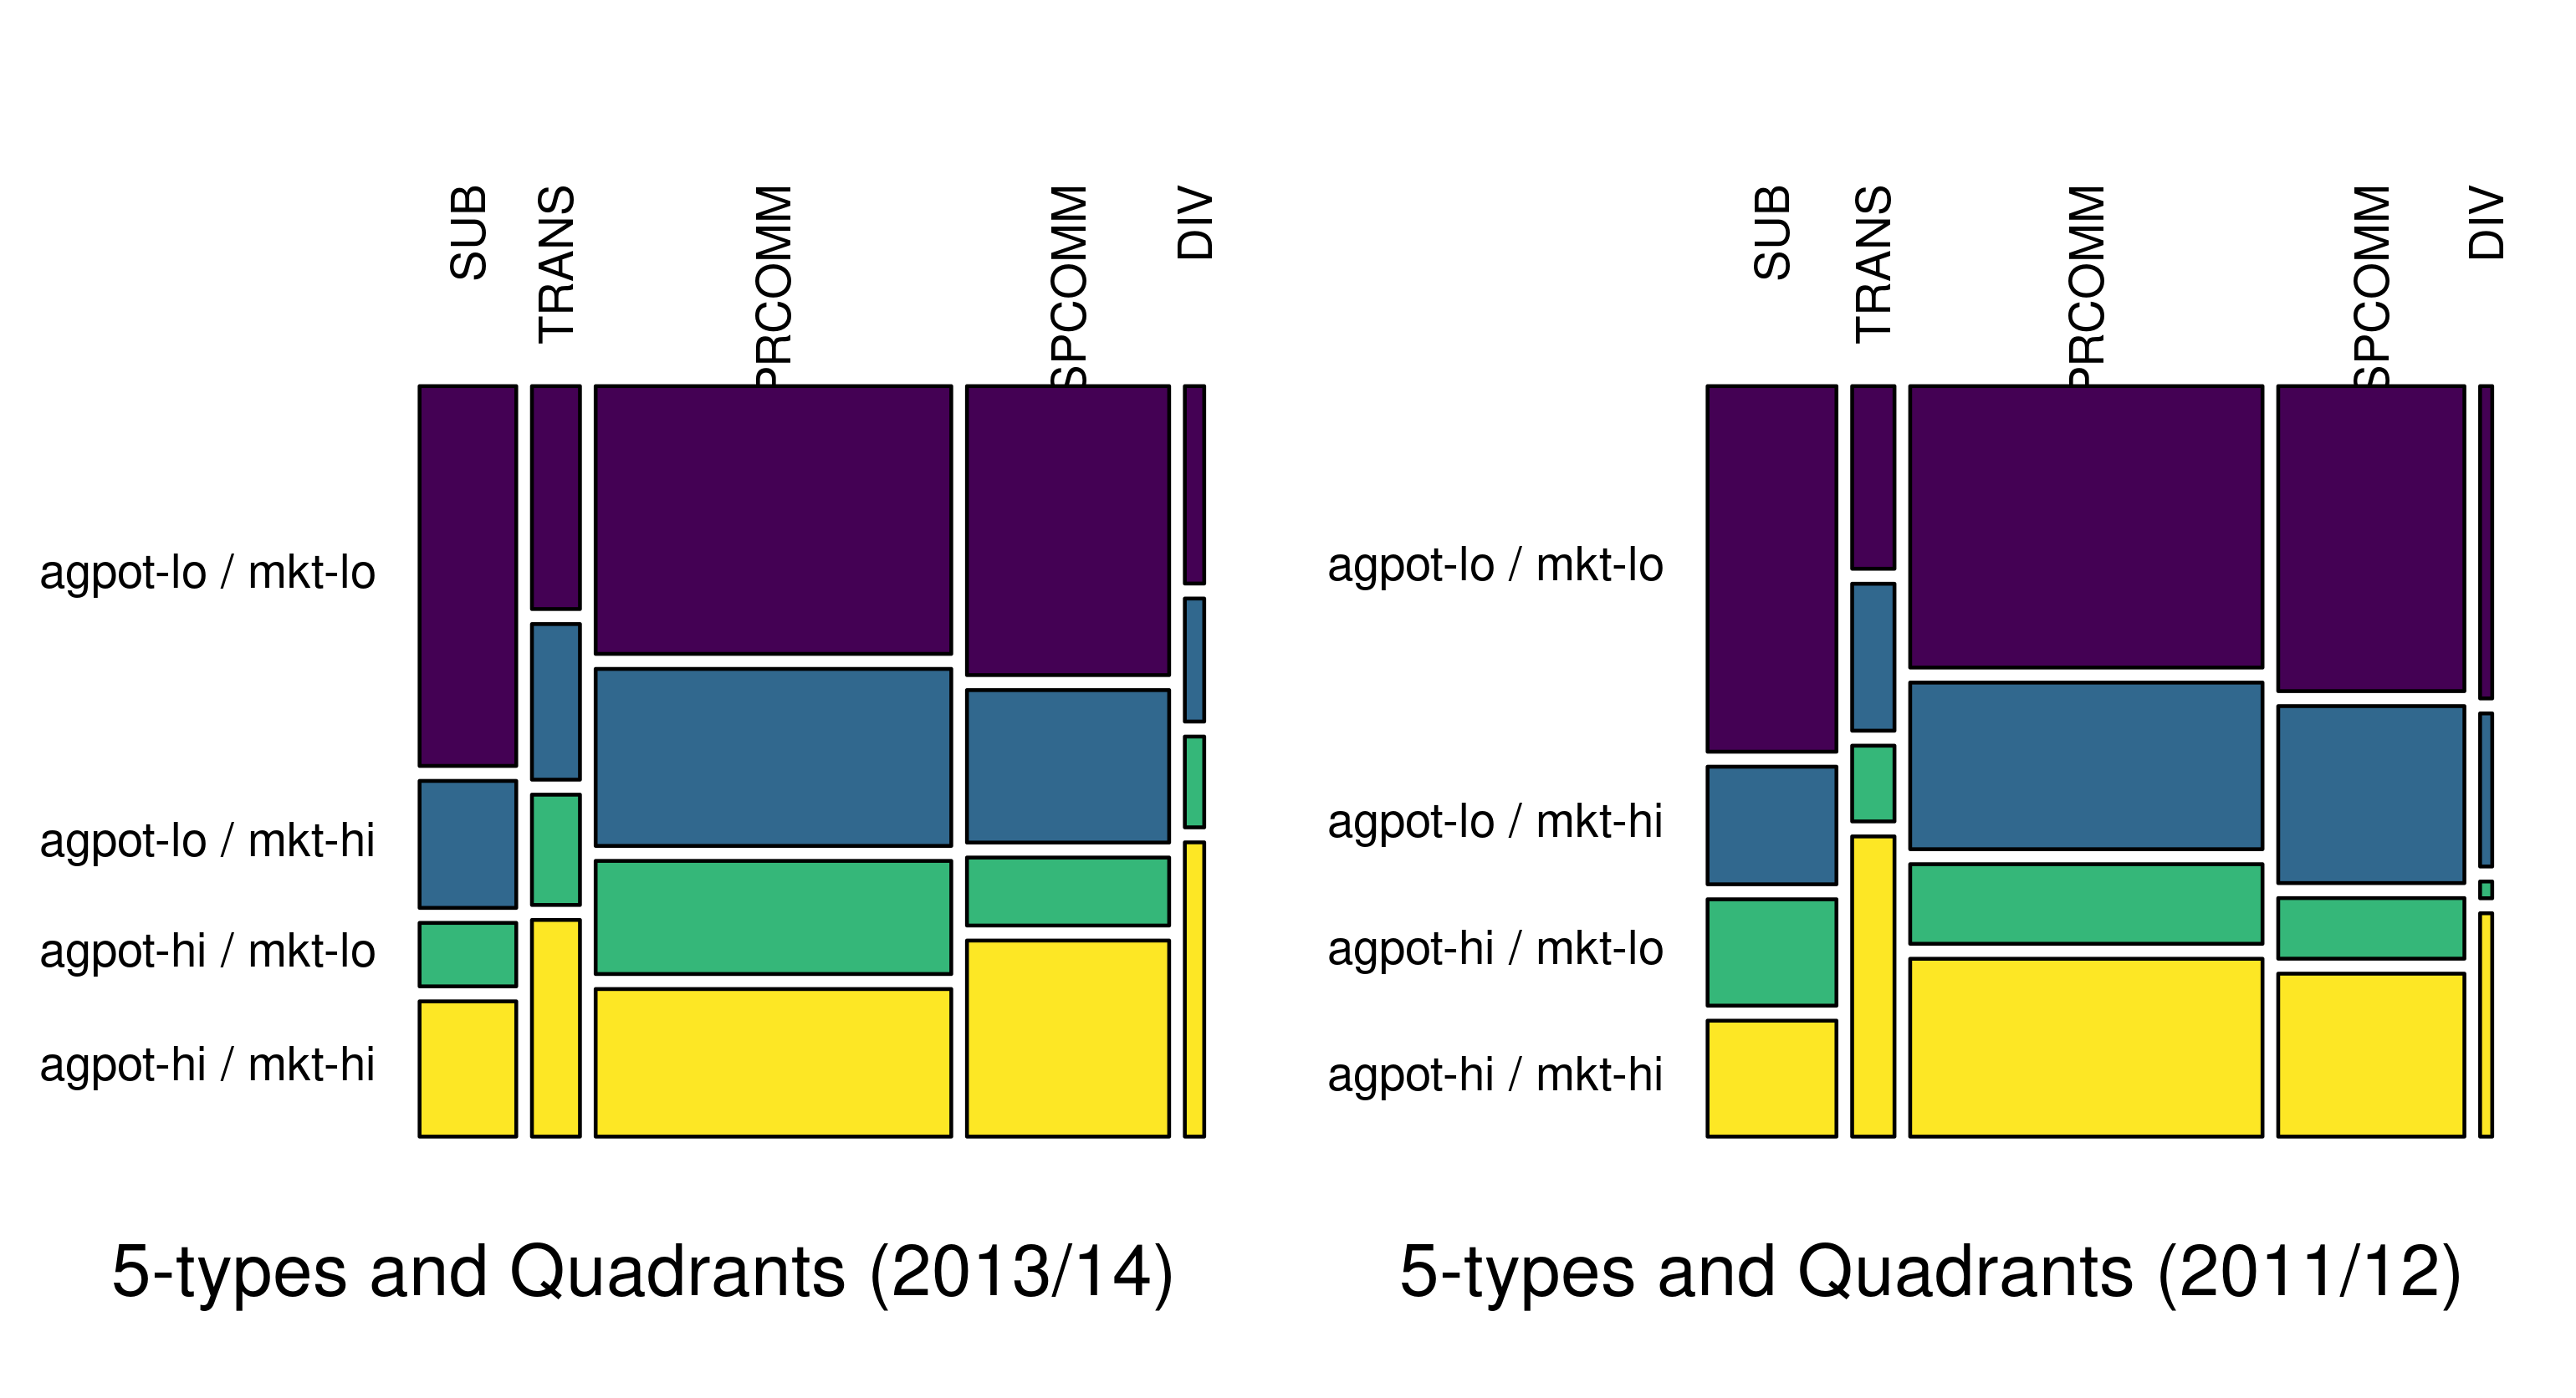 SUB
TRANS
PRCOMM
SPCOMM
DIV
agpot-lo / mkt-lo
agpot-lo / mkt-hi
agpot-hi / mkt-lo
agpot-hi / mkt-hi
5-types and Quadrants (2013/14)
SUB
TRANS
PRCOMM
SPCOMM
DIV
agpot-lo / mkt-lo
agpot-lo / mkt-hi
agpot-hi / mkt-lo
agpot-hi / mkt-hi
5-types and Quadrants (2011/12)